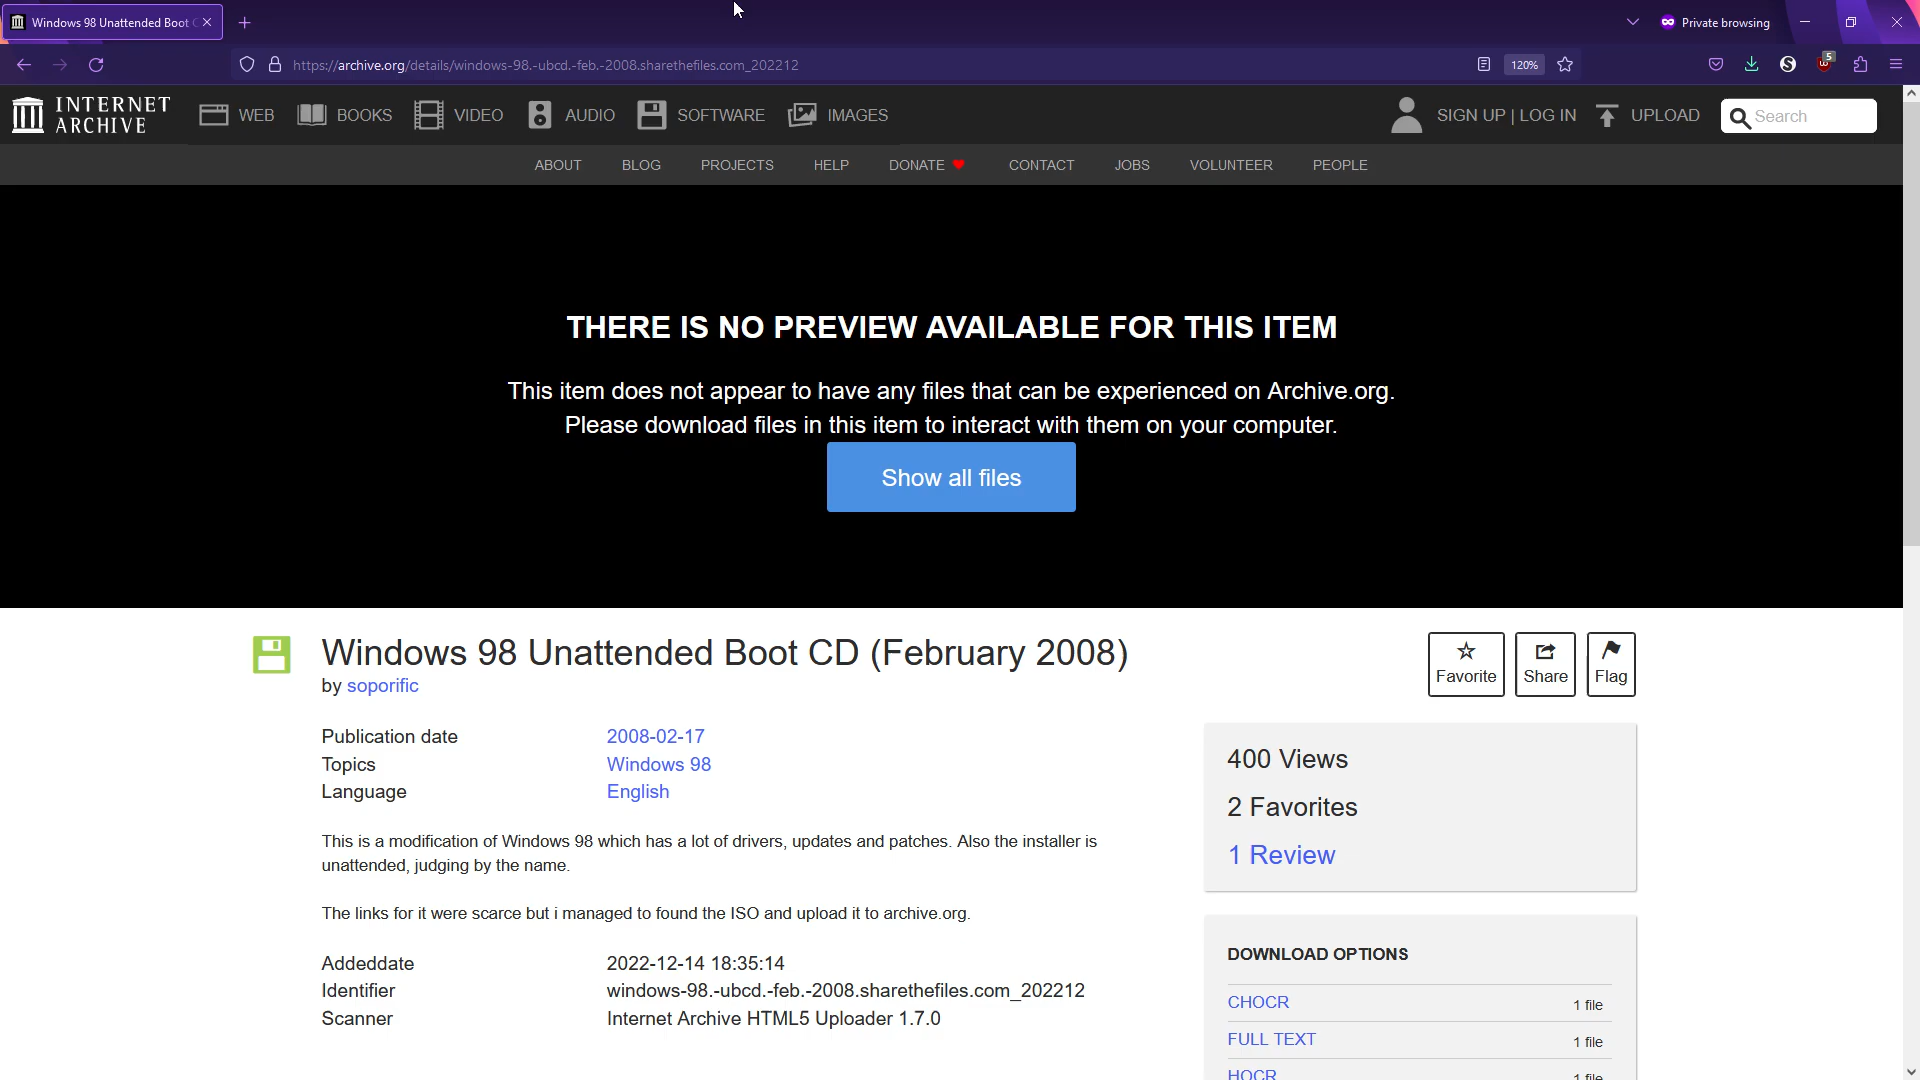 Windows 98 Unattended Boot C
Private browsing
https://archive.org/details/windows-98.-ubcd.-feb.-2008.sharethefiles.com_202212
120%
5
INTERNET ARCHIVE
WEB BOOKS VIDEO AUDIO SOFTWARE IMAGES
SIGN UP | LOG IN UPLOAD Search
ABOUT BLOG PROJECTS HELP DONATE CONTACT JOBS VOLUNTEER PEOPLE
THERE IS NO PREVIEW AVAILABLE FOR THIS ITEM
This item does not appear to have any files that can be experienced on Archive.org.
Please download files in this item to interact with them on your computer.
Show all files
Windows 98 Unattended Boot CD (February 2008)
by soporific
Favorite Share Flag
Publication date 2008-02-17
Topics Windows 98
Language English
This is a modification of Windows 98 which has a lot of drivers, updates and patches. Also the installer is
unattended, judging by the name.
The links for it were scarce but i managed to found the ISO and upload it to archive.org.
Addeddate 2022-12-14 18:35:14
Identifier windows-98.-ubcd.-feb.-2008.sharethefiles.com_202212
Scanner Internet Archive HTML5 Uploader 1.7.0
400 Views
2 Favorites
1 Review
DOWNLOAD OPTIONS
CHOCR 1 file
FULL TEXT 1 file
HOCR 1 file